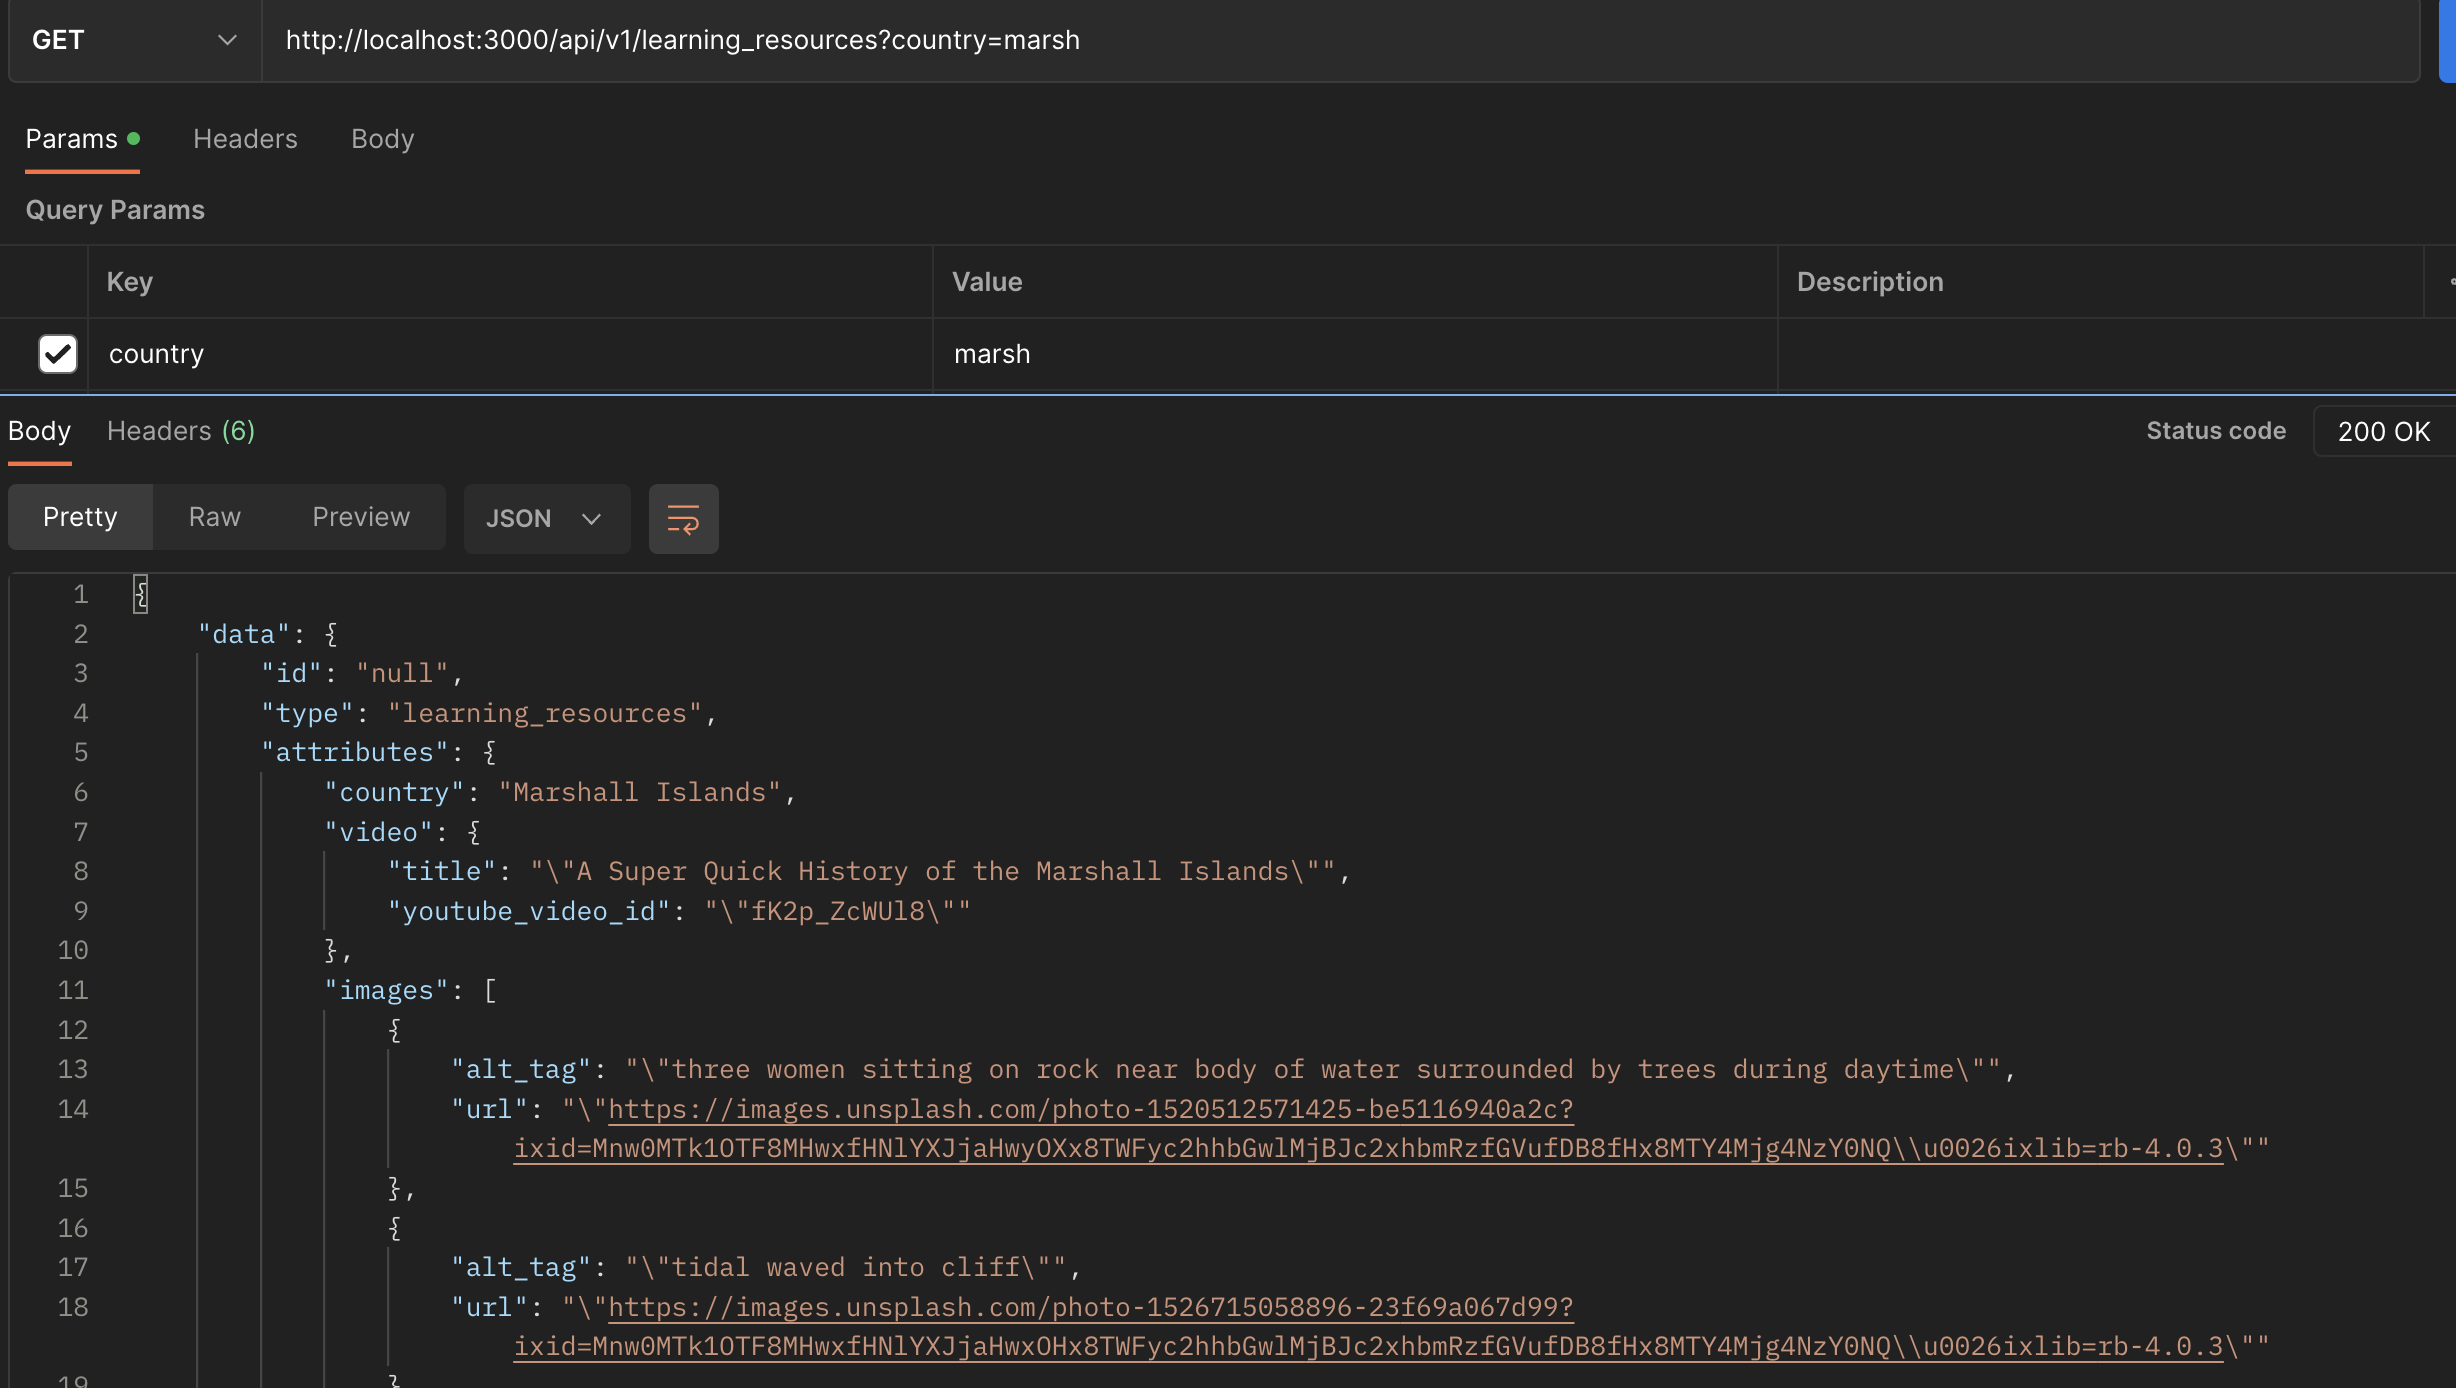 GET http://localhost:3000/api/v1/learning_resources?country=marsh
Params Headers Body
Query Params
Key Value Description
country marsh
Body Headers (6) Status code 200 OK
Pretty Raw Preview JSON
1 {
2 "data": {
3 "id": "null",
4 "type": "learning_resources",
5 "attributes": {
6 "country": "Marshall Islands",
7 "video": {
8 "title": "\"A Super Quick History of the Marshall Islands\"",
9 "youtube_video_id": "\"fK2p_ZcWUl8\""
10 },
11 "images": [
12 {
13 "alt_tag": "\"three women sitting on rock near body of water surrounded by trees during daytime\"",
14 "url": "\"https://images.unsplash.com/photo-1520512571425-be5116940a2c?
ixid=Mnw0MTk1OTF8MHwxfHNlYXJjaHwyOXx8TWFyc2hhbGwlMjBJc2xhbmRzfGVufDB8fHx8MTY4Mjg4NzY0NQ\\u0026ixlib=rb-4.0.3\""
15 },
16 {
17 "alt_tag": "\"tidal waved into cliff\"",
18 "url": "\"https://images.unsplash.com/photo-1526715058896-23f69a067d99?
ixid=Mnw0MTk1OTF8MHwxfHNlYXJjaHwxOHx8TWFyc2hhbGwlMjBJc2xhbmRzfGVufDB8fHx8MTY4Mjg4NzY0NQ\\u0026ixlib=rb-4.0.3\""
19 }